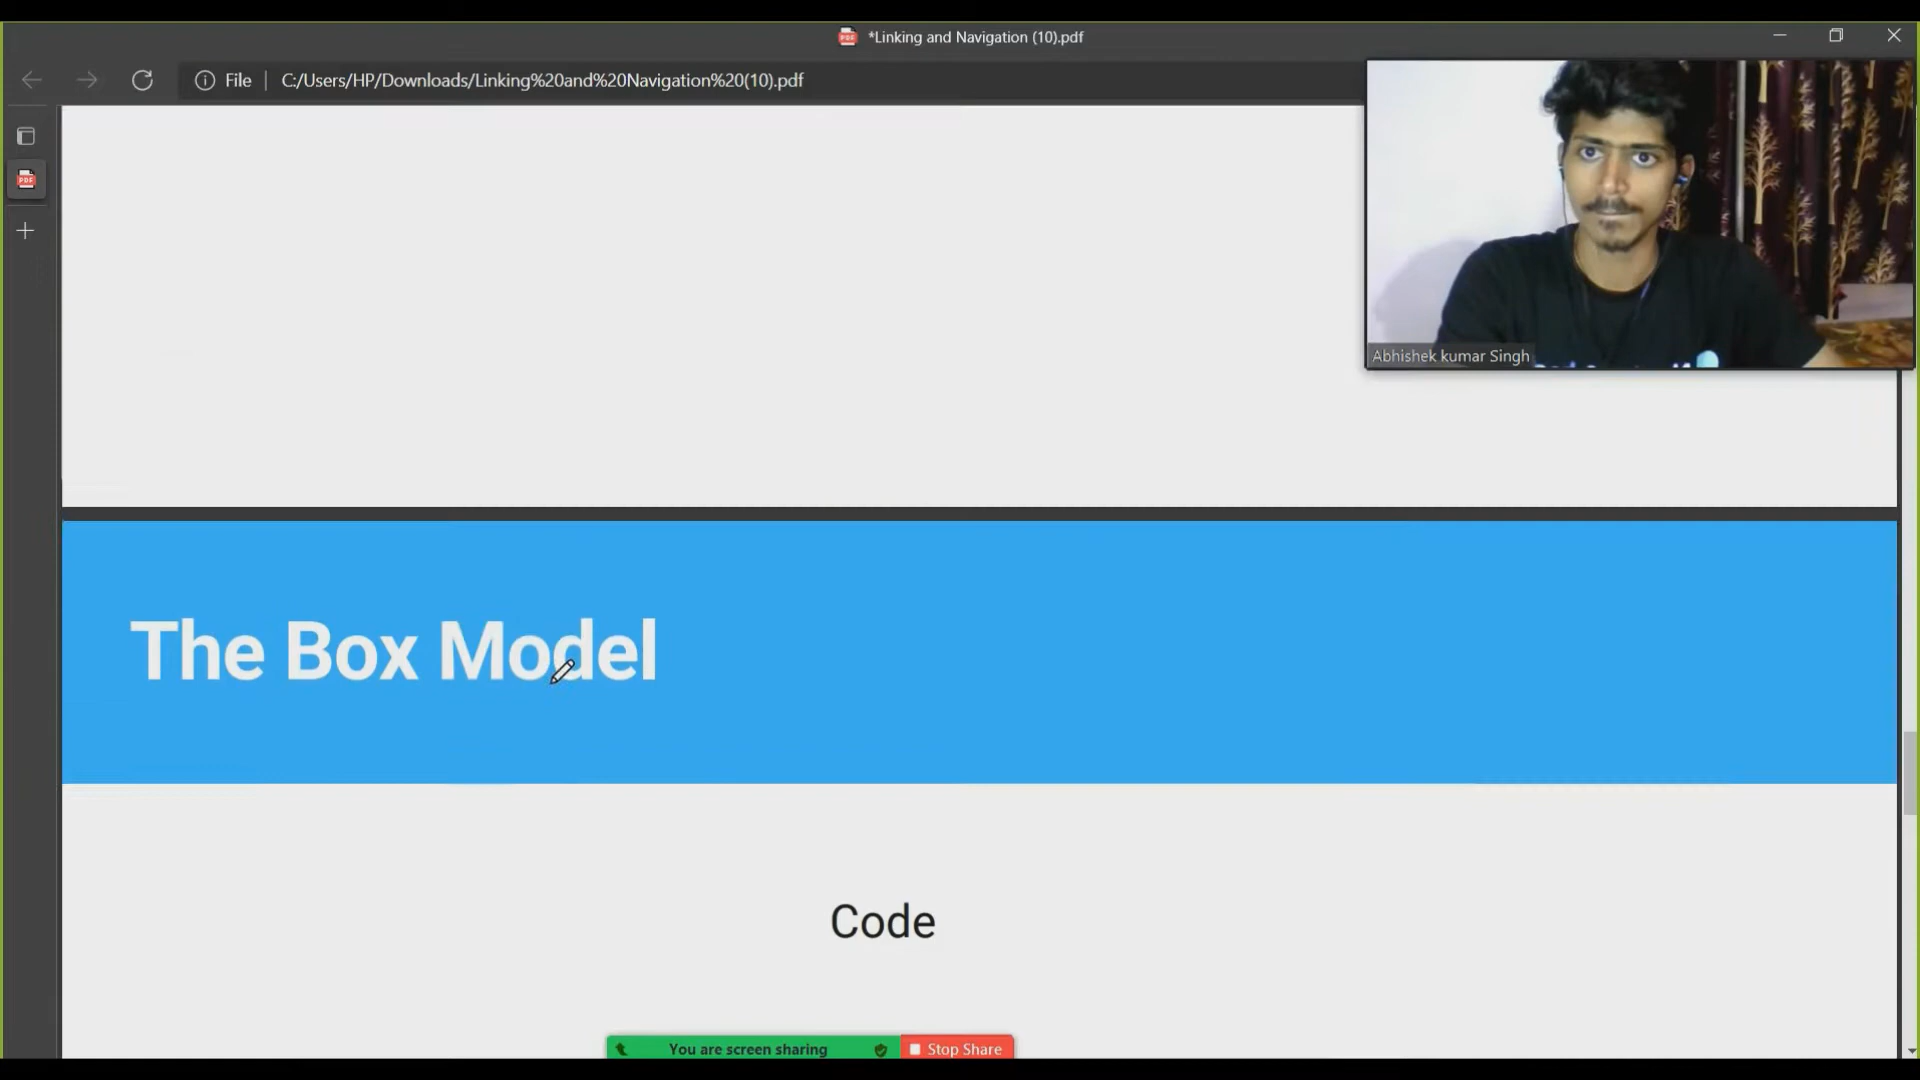 *Linking and Navigation (10).pdf
File
C:/Users/HP/Downloads/Linking%20and%20Navigation%20(10).pdf
PDF
Abhishek kumar Singh
The Box Model
Code
You are screen sharing
Stop Share